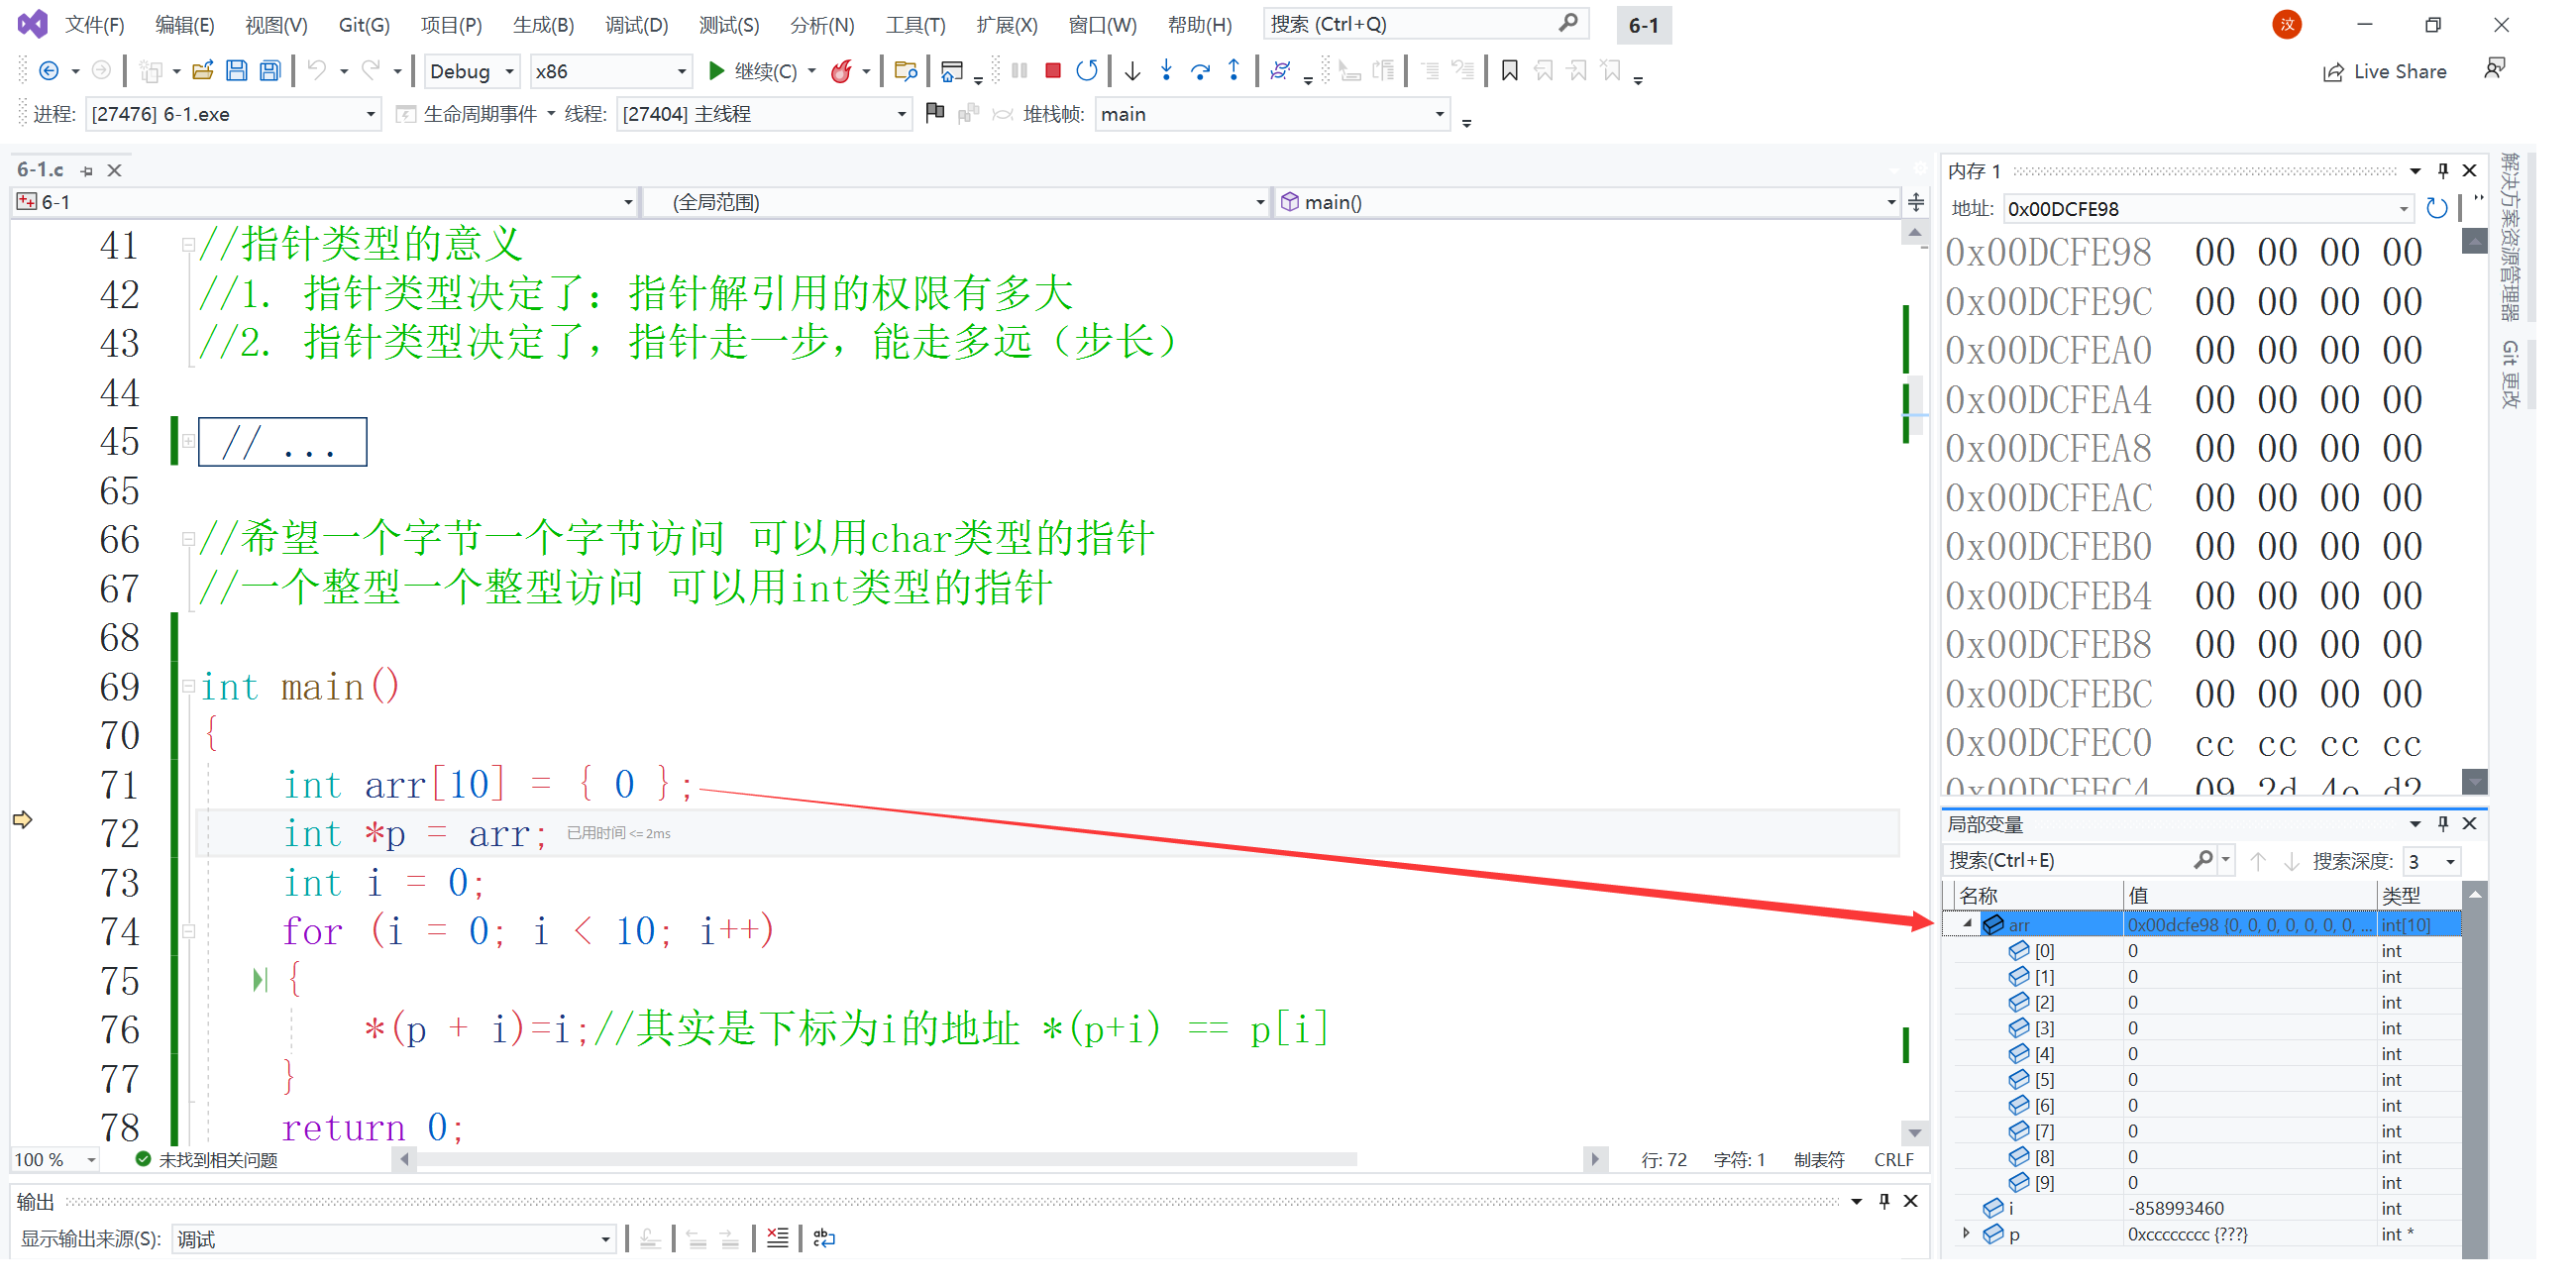 文件(F) 编辑(E) 视图(V) Git(G) 项目(P) 生成(B) 调试(D) 测试(S) 分析(N) 工具(T) 扩展(X) 窗口(W) 帮助(H) 搜索 (Ctrl+Q) 6-1 汶
Debug x86 继续(C) Live Share
进程: [27476] 6-1.exe 生命周期事件 线程: [27404] 主线程 堆栈帧: main
6-1.c
6-1 (全局范围) main()
41 //指针类型的意义
42 //1. 指针类型决定了：指针解引用的权限有多大
43 //2. 指针类型决定了，指针走一步，能走多远（步长）
44
45 // ...
65
66 //希望一个字节一个字节访问 可以用char类型的指针
67 //一个整型一个整型访问 可以用int类型的指针
68
69 int main()
70 {
71 int arr[10] = { 0 };
72 int *p = arr; 已用时间 <= 2ms
73 int i = 0;
74 for (i = 0; i < 10; i++)
75 {
76 *(p + i)=i;//其实是下标为i的地址 *(p+i) == p[i]
77 }
78 return 0;
100 % 未找到相关问题 行: 72 字符: 1 制表符 CRLF
输出
显示输出来源(S): 调试
内存 1
地址: 0x00DCFE98
0x00DCFE98 00 00 00 00
0x00DCFE9C 00 00 00 00
0x00DCFEA0 00 00 00 00
0x00DCFEA4 00 00 00 00
0x00DCFEA8 00 00 00 00
0x00DCFEAC 00 00 00 00
0x00DCFEB0 00 00 00 00
0x00DCFEB4 00 00 00 00
0x00DCFEB8 00 00 00 00
0x00DCFEBC 00 00 00 00
0x00DCFEC0 cc cc cc cc
0x00DCFEC4 09 2d 4e d2
局部变量
搜索(Ctrl+E) 搜索深度: 3
名称 值 类型
arr 0x00dcfe98 {0, 0, 0, 0, 0, 0, 0, ... int[10]
[0] 0 int
[1] 0 int
[2] 0 int
[3] 0 int
[4] 0 int
[5] 0 int
[6] 0 int
[7] 0 int
[8] 0 int
[9] 0 int
i -858993460 int
p 0xcccccccc {???} int *
解决方案资源管理器
Git 更改